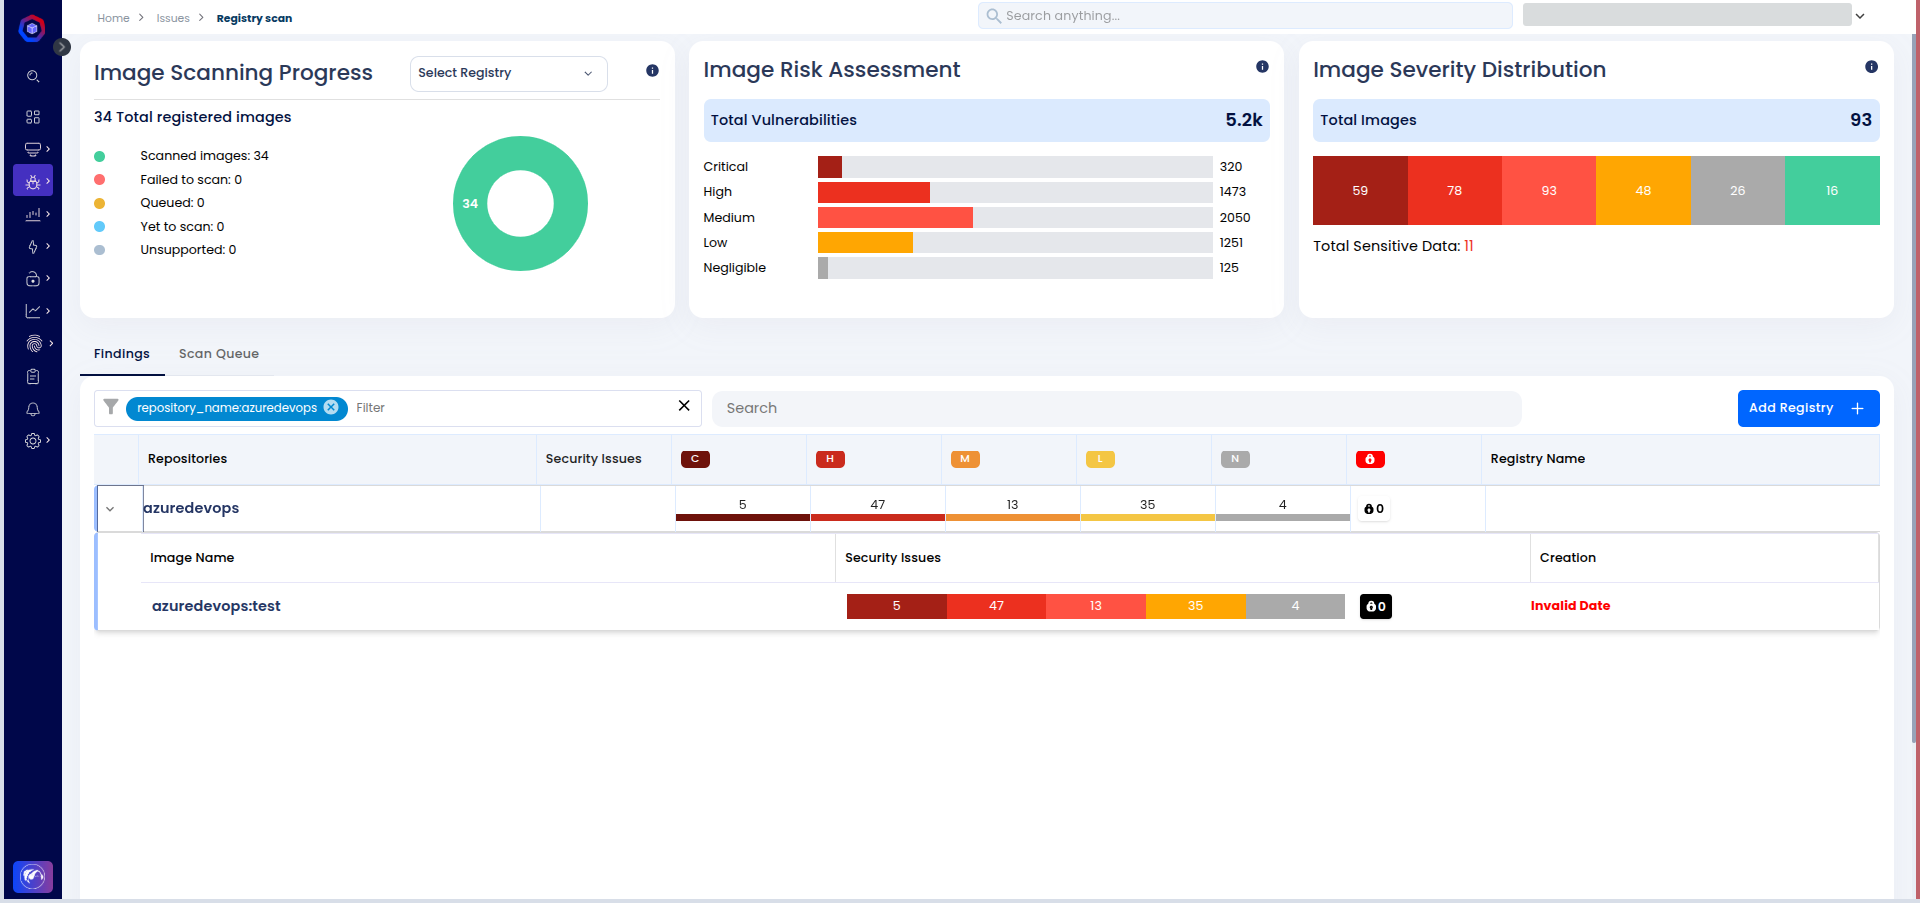 Home > Issues > Registry scan
Search anything...
Image Scanning Progress
Select Registry
34 Total registered images
Scanned images: 34
Failed to scan: 0
Queued: 0
Yet to scan: 0
Unsupported: 0
34
Image Risk Assessment
Total Vulnerabilities 5.2k
Critical 320
High 1473
Medium 2050
Low 1251
Negligible 125
Image Severity Distribution
Total Images 93
59 78 93 48 26 16
Total Sensitive Data: 11
Findings Scan Queue
repository_name:azuredevops Filter
Search
Add Registry +
Repositories Security Issues C H M L N Registry Name
azuredevops 5 47 13 35 4 0
Image Name Security Issues Creation
azuredevops:test 5 47 13 35 4 0 Invalid Date